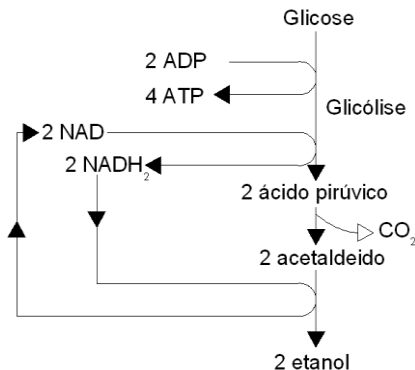 Glicose
2 ADP
4 ATP
Glicólise
2 NAD
2 NADH2
2 ácido pirúvico
CO2
2 acetaldeido
2 etanol